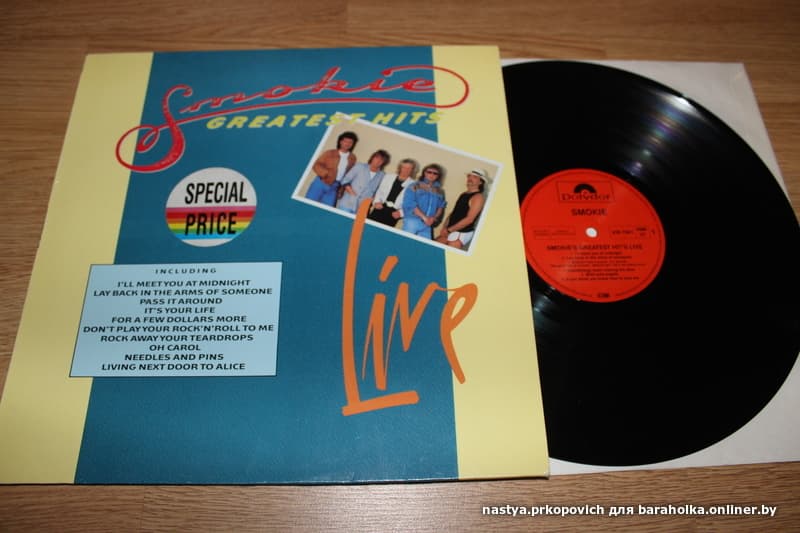 Smokie
GREATEST HITS
SPECIAL
PRICE
Live
INCLUDING
I'LL MEET YOU AT MIDNIGHT
LAY BACK IN THE ARMS OF SOMEONE
PASS IT AROUND
IT'S YOUR LIFE
FOR A FEW DOLLARS MORE
DON'T PLAY YOUR ROCK'N'ROLL TO ME
ROCK AWAY YOUR TEARDROPS
OH CAROL
NEEDLES AND PINS
LIVING NEXT DOOR TO ALICE
Polydor
SMOKIE
SMOKIE'S GREATEST HIT'S LIVE
nastya.prkopovich для baraholka.onliner.by